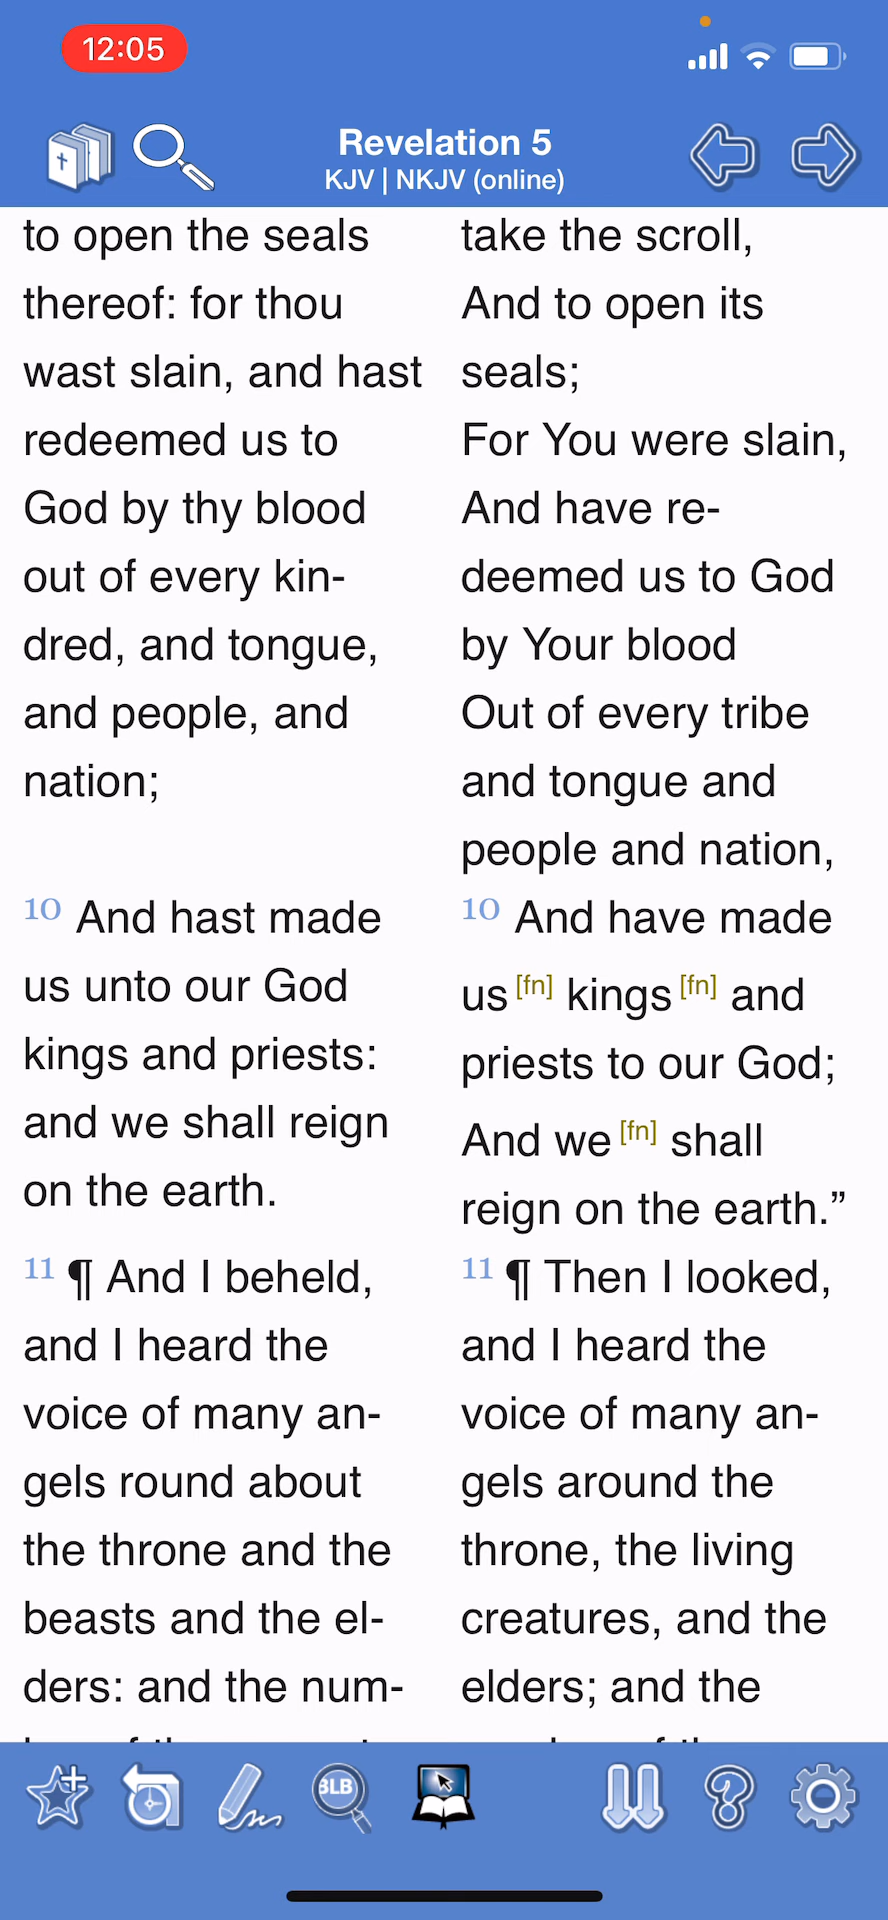 12:05
Revelation 5
KJV | NKJV (online)
to open the seals
thereof: for thou
wast slain, and hast
redeemed us to
God by thy blood
out of every kin-
dred, and tongue,
and people, and
nation;
10 And hast made
us unto our God
kings and priests:
and we shall reign
on the earth.
11 ¶ And I beheld,
and I heard the
voice of many an-
gels round about
the throne and the
beasts and the el-
ders: and the num-
take the scroll,
And to open its
seals;
For You were slain,
And have re-
deemed us to God
by Your blood
Out of every tribe
and tongue and
people and nation,
10 And have made
us [fn] kings [fn] and
priests to our God;
And we [fn] shall
reign on the earth.”
11 ¶ Then I looked,
and I heard the
voice of many an-
gels around the
throne, the living
creatures, and the
elders; and the
BLB